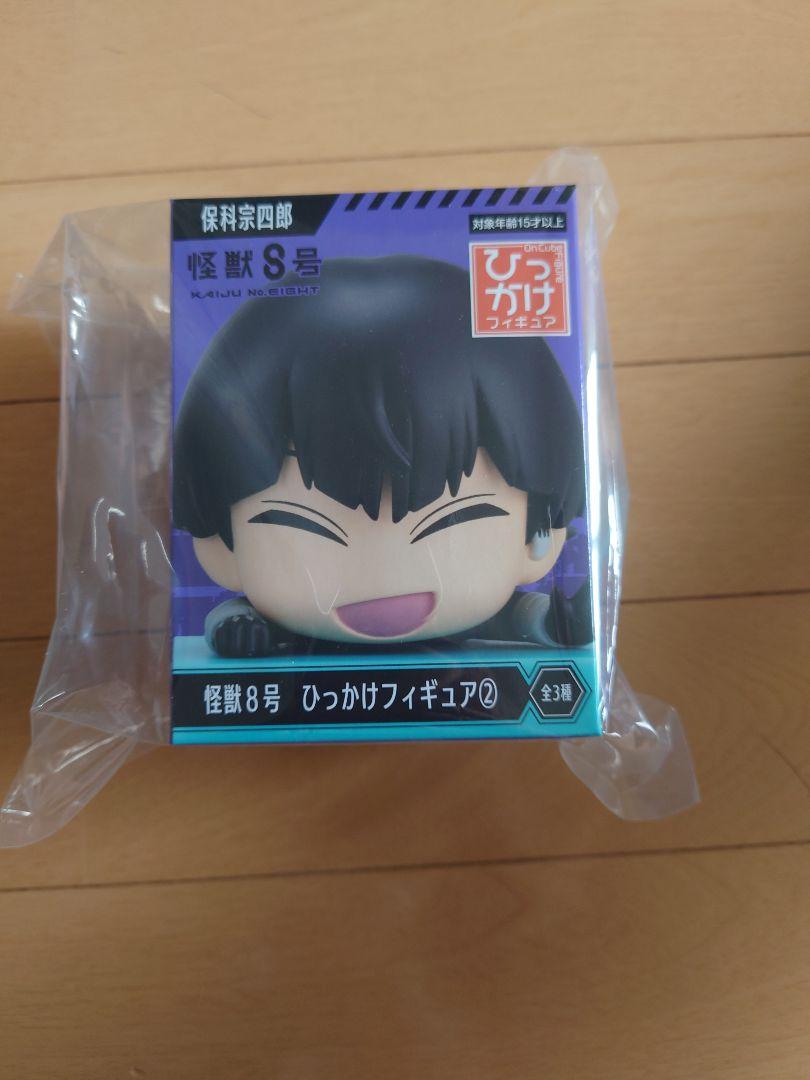 保科宗四郎
対象年齢15才以上
怪獣8号
KAIJU No.EIGHT
OnCube Figure
ひっかけ
フィギュア
怪獣8号 ひっかけフィギュア②
全3種